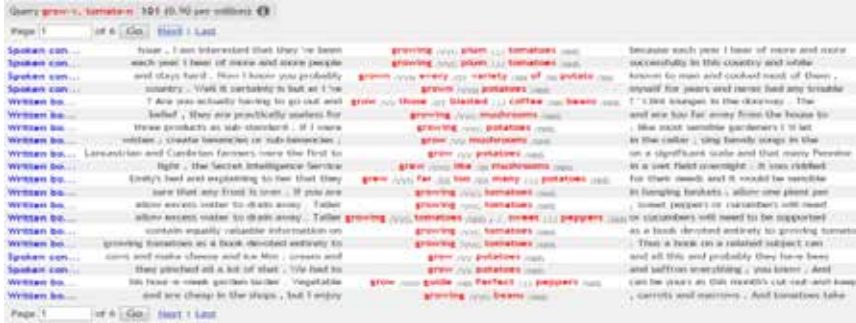 Query grow-v, tomato-n 101 (0.90 per million)
Page 1 of 6 Go Next | Last
Spoken con... issue , I am interested that they 've been growing plum tomatoes because each year I hear of more and more
Spoken con... each year I hear of more and more people growing plum tomatoes successfully in this country and while
Spoken con... and stays hard . Now I know you probably grown every variety of potato known to man and cooked most of them ,
Spoken con... country . Well it certainly is but as I 've grown potatoes myself for years and never had any trouble
Written bo... ? Are you actually having to go out and grow those blasted coffee beans ? ' Clint lounges in the doorway . The
Written bo... belief , they are practically useless for growing mushrooms and are too far away from the house to
Written bo... three products as sub-standard . If I were growing potatoes , like most sensible gardeners I 'd let
Written bo... , create tenancies or sub-tenancies , grow mushrooms in the cellar , sing bawdy songs in the
Written bo... Lancastrian and Cumbrian farmers were the first to grow potatoes on a significant scale and that many Pennine
Written bo... light , the Secret Intelligence Service grew like mushrooms in a wet field overnight . It was riddled
Written bo... Emily's bed and explaining to her that they grew far too many potatoes for their needs and it would be sensible
Written bo... sure that any frost is over . If you are growing tomatoes in hanging baskets , allow one plant per
Written bo... allow excess water to drain away . Taller growing tomatoes , sweet peppers or cucumbers will need
Written bo... allow excess water to drain away . Taller growing tomatoes , sweet peppers or cucumbers will need to be supported
Written bo... contain equally valuable information on growing tomatoes as a book devoted entirely to growing tomato
Written bo... growing tomatoes as a book devoted entirely to growing tomatoes . Thus a book on a related subject can
Spoken con... corn and make cheese and ice cream and grow potatoes and all this and probably they have bees
Spoken con... they pinched all a lot of that . We had to grow potatoes and saffron everything , you know . And
Written bo... his hour-a-week garden larder . Vegetable grow guide Perfect peppers can be yours as this month's cut-out-and-keep
Written bo... and are cheap in the shops , but I enjoy growing beans , carrots and marrows . And tomatoes take
Page 1 of 6 Go Next | Last